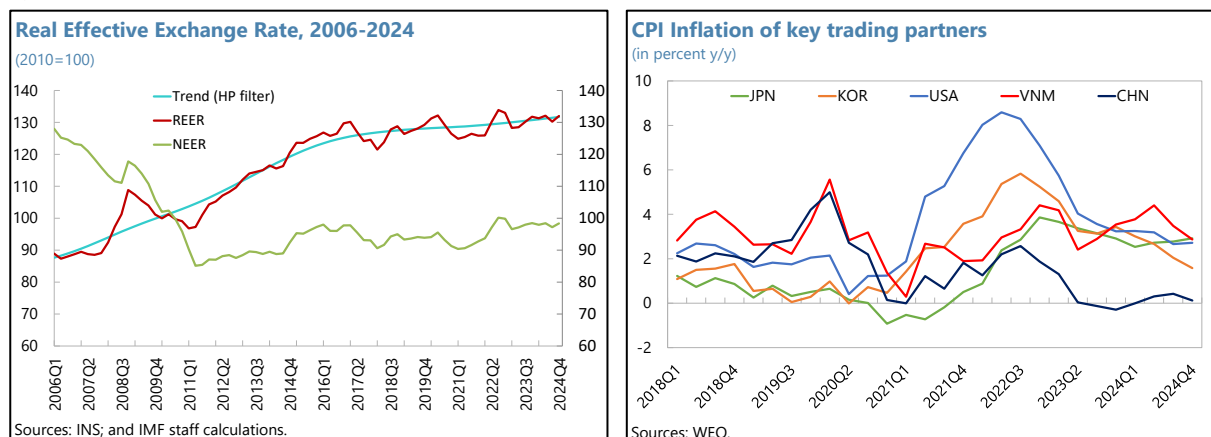 Real Effective Exchange Rate, 2006-2024
(2010=100)
140
130
120
110
100
90
80
70
60
Trend (HP filter)
REER
NEER
140
130
120
110
100
90
80
70
60
2006Q1
2007Q2
2008Q3
2009Q4
2011Q1
2012Q2
2013Q3
2014Q4
2016Q1
2017Q2
2018Q3
2019Q4
2021Q1
2022Q2
2023Q3
2024Q4
Sources: INS; and IMF staff calculations.
CPI Inflation of key trading partners
(in percent y/y)
10
8
6
4
2
0
-2
JPN KOR USA VNM CHN
2018Q1
2018Q4
2019Q3
2020Q2
2021Q1
2021Q4
2022Q3
2023Q2
2024Q1
2024Q4
Sources: WEO.